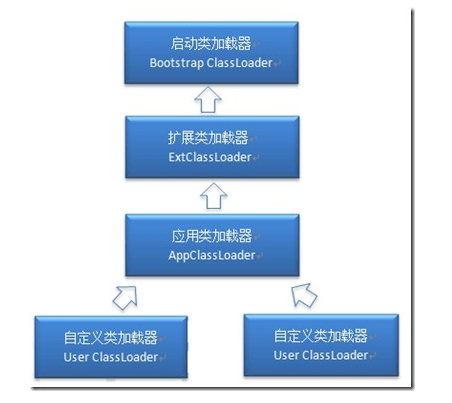 启动类加载器
Bootstrap ClassLoader
扩展类加载器
ExtClassLoader
应用类加载器
AppClassLoader
自定义类加载器
User ClassLoader
自定义类加载器
User ClassLoader